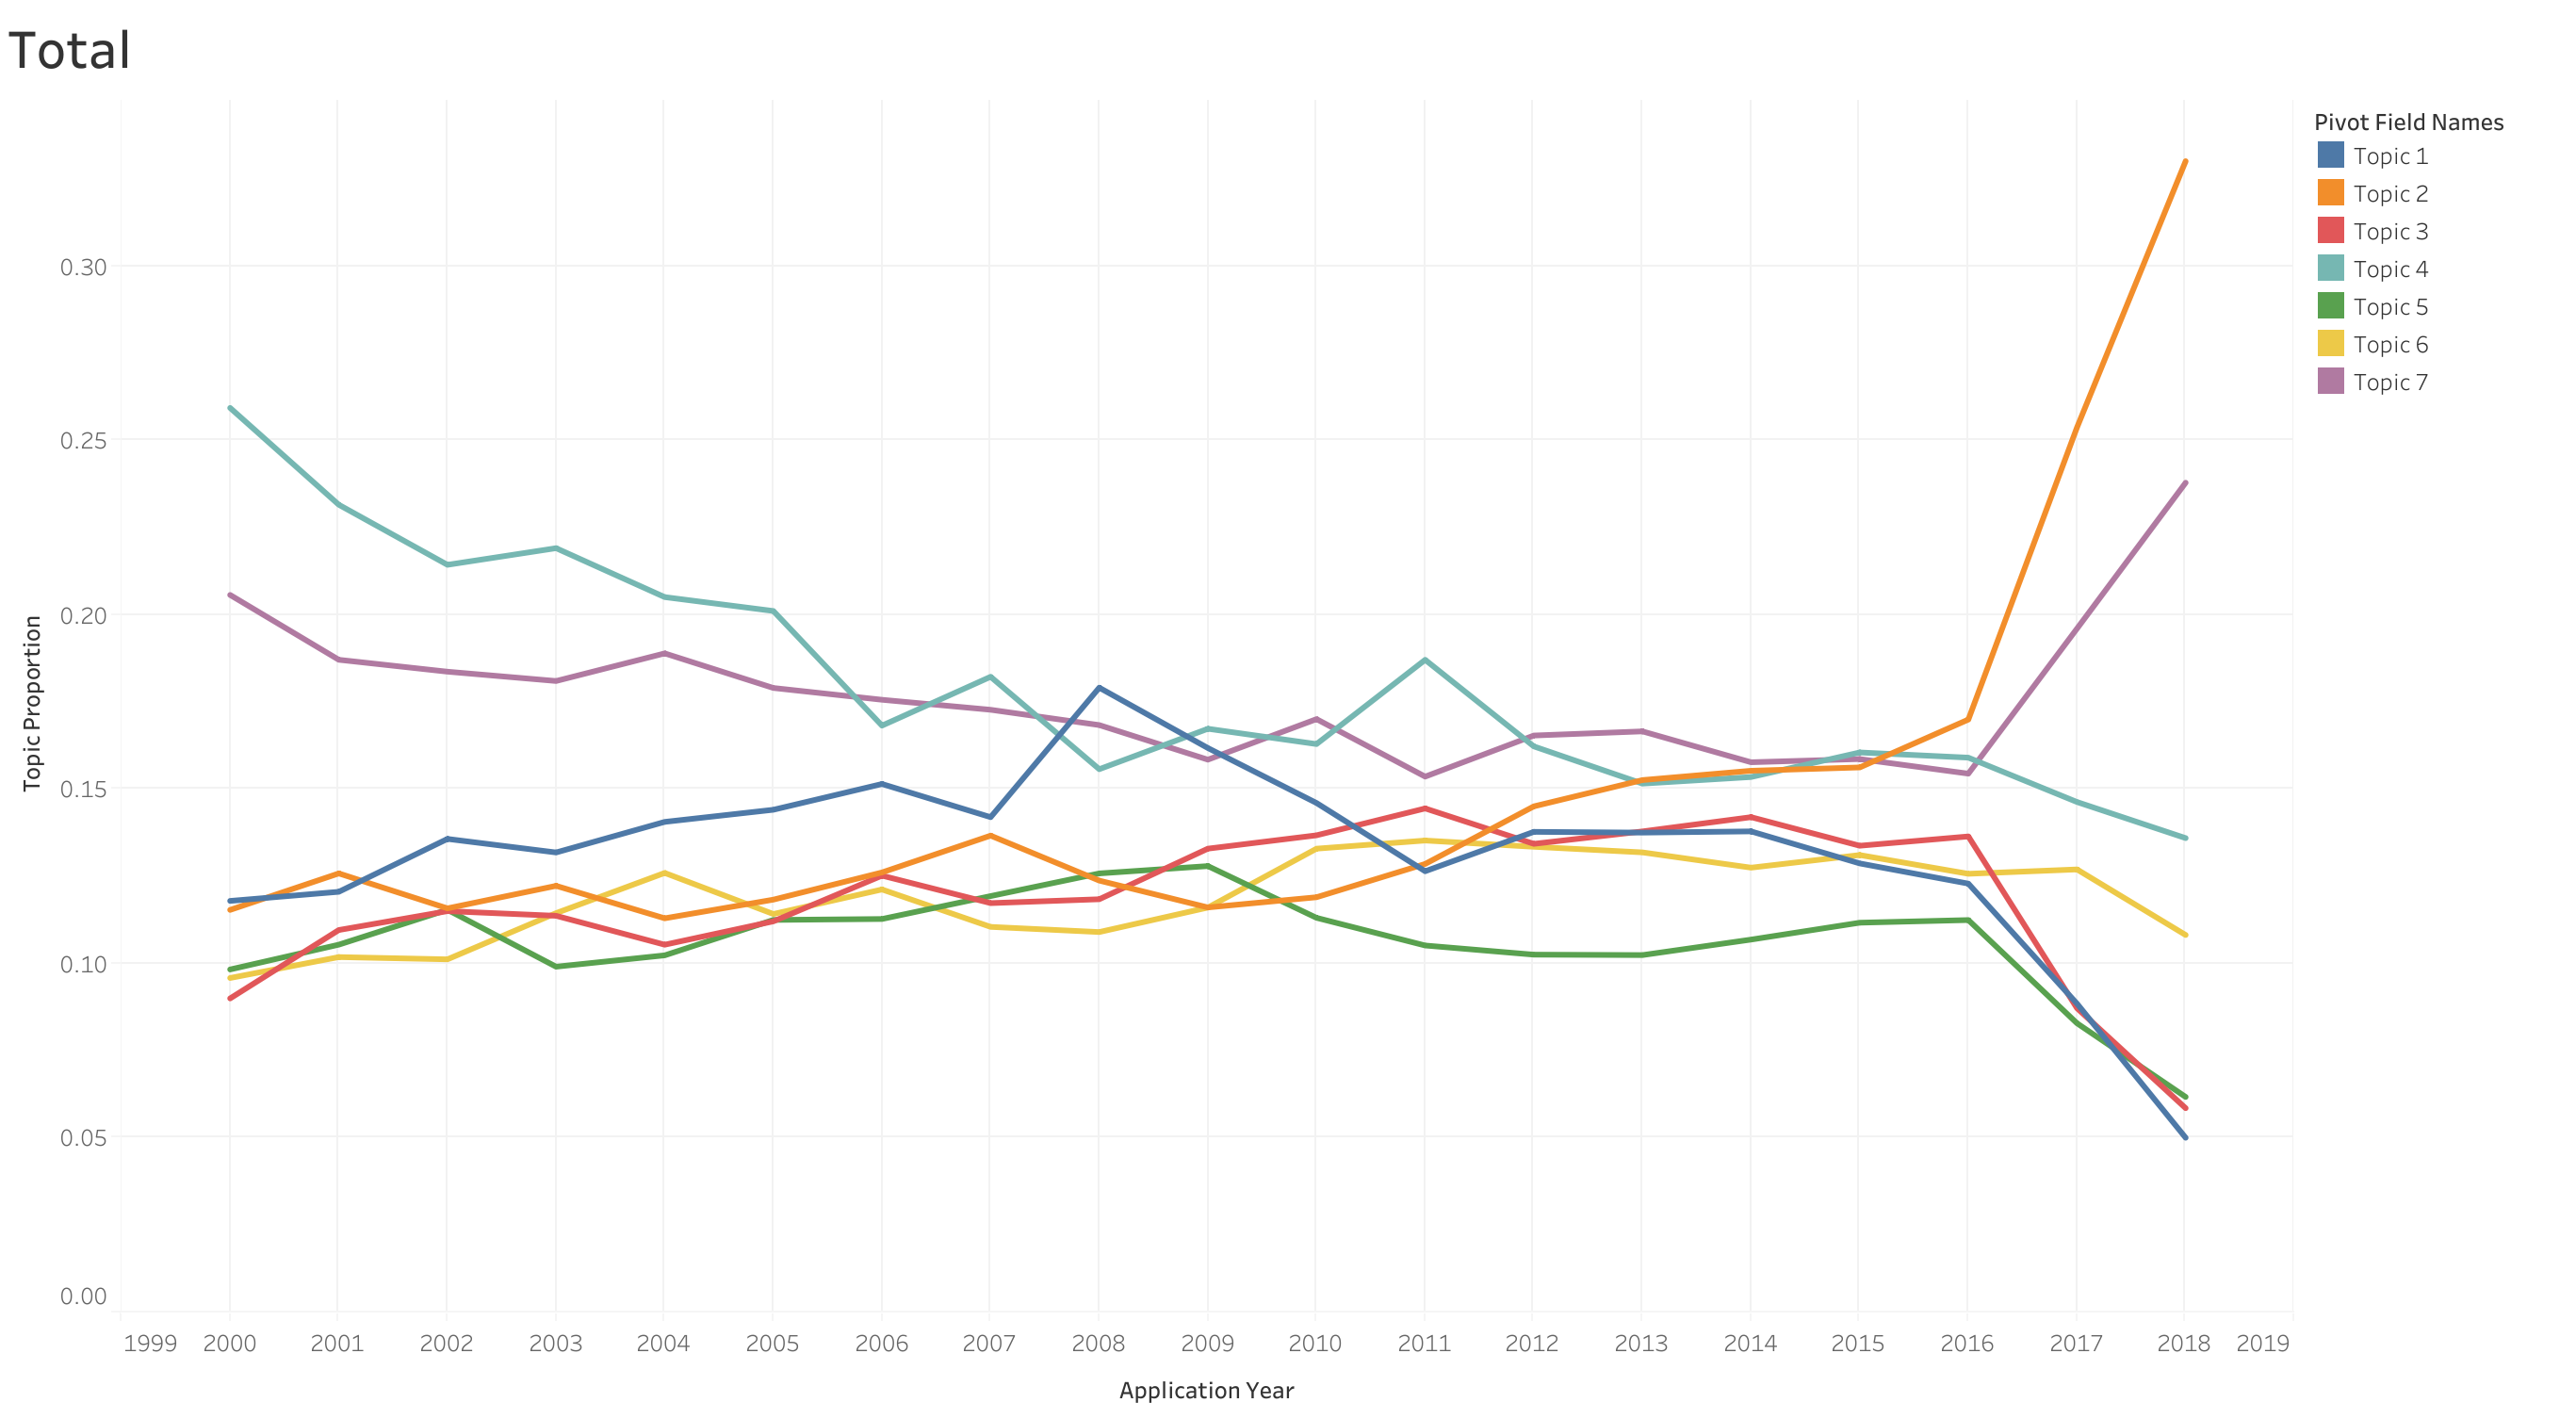 Total
Pivot Field Names
Topic 1
Topic 2
Topic 3
Topic 4
Topic 5
Topic 6
Topic 7
Topic Proportion
0.30
0.25
0.20
0.15
0.10
0.05
0.00
1999 2000 2001 2002 2003 2004 2005 2006 2007 2008 2009 2010 2011 2012 2013 2014 2015 2016 2017 2018 2019
Application Year